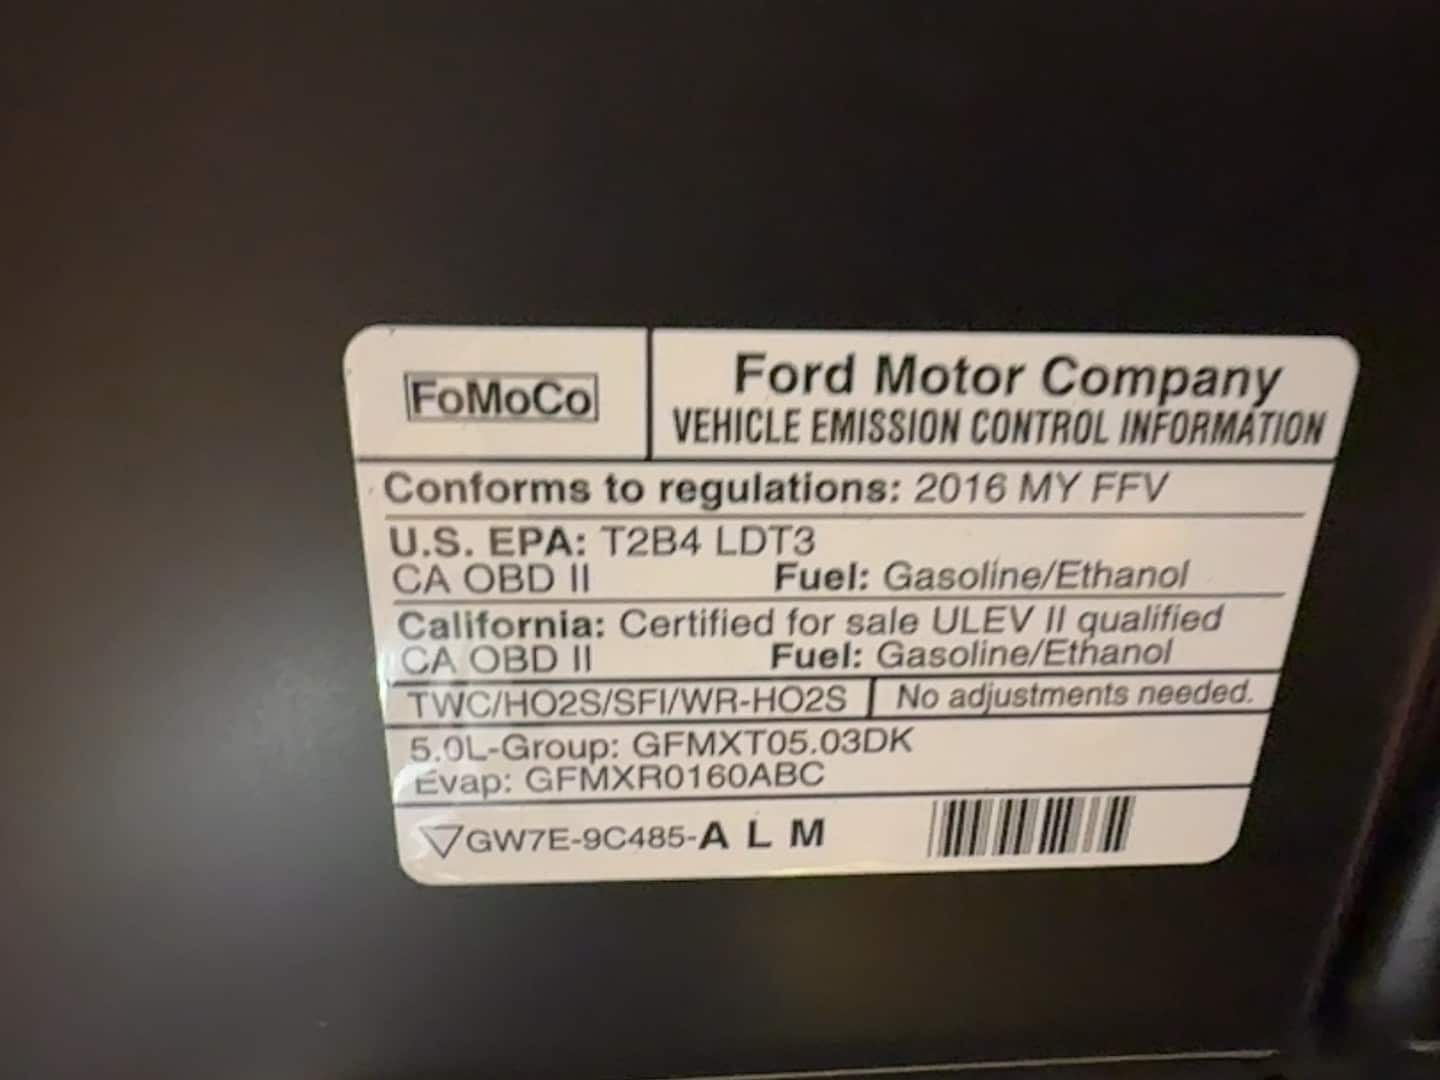 FoMoCo
Ford Motor Company
VEHICLE EMISSION CONTROL INFORMATION
Conforms to regulations: 2016 MY FFV
U.S. EPA: T2B4 LDT3
CA OBD II Fuel: Gasoline/Ethanol
California: Certified for sale ULEV II qualified
CA OBD II Fuel: Gasoline/Ethanol
TWC/HO2S/SFI/WR-HO2S No adjustments needed.
5.0L-Group: GFMXT05.03DK
Evap: GFMXR0160ABC
GW7E-9C485-A L M